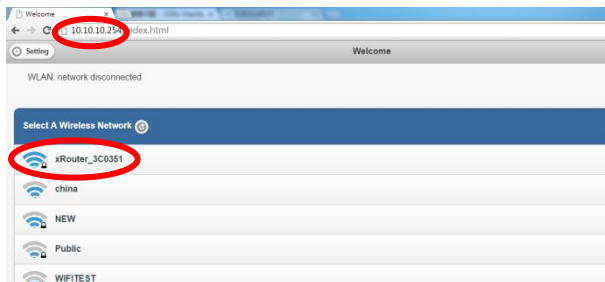 Welcome
10.10.10.254/index.html
Setting
Welcome
WLAN: network disconnected
Select A Wireless Network
xRouter_3C0351
china
NEW
Public
WIFITEST